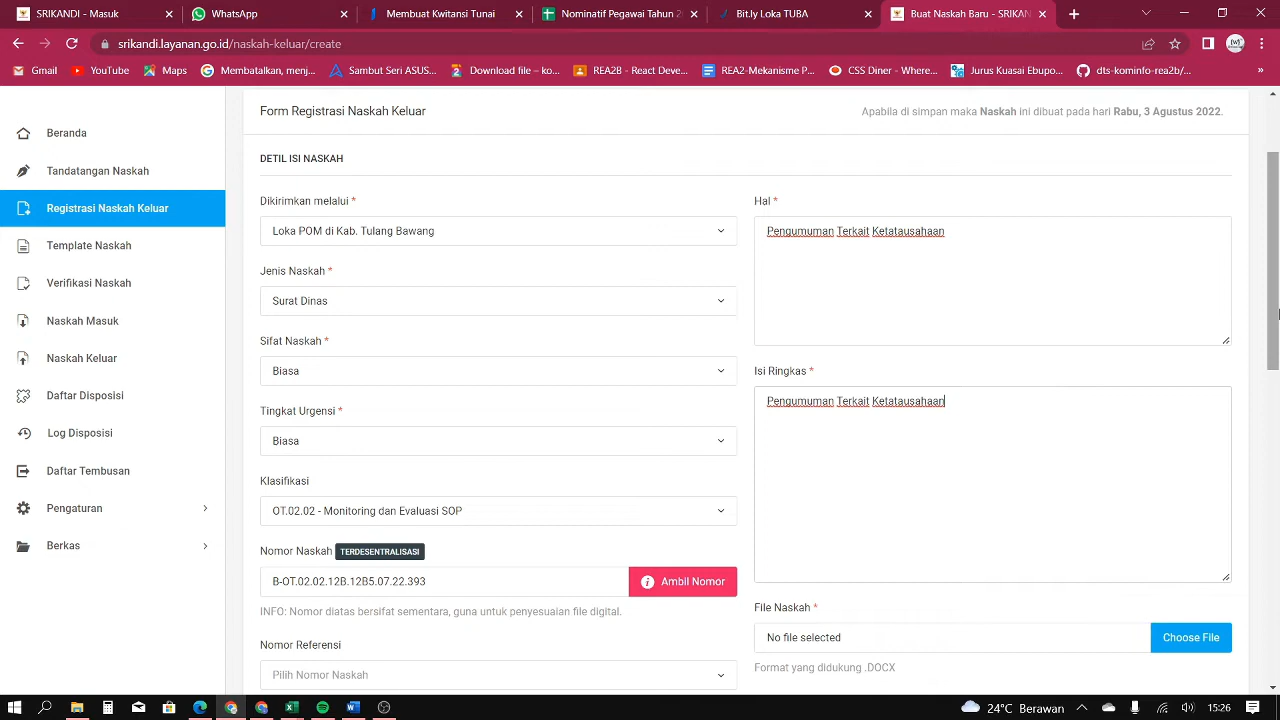 SRIKANDI - Masuk
WhatsApp
Membuat Kwitansi Tunai
Nominatif Pegawai Tahun 2
Bit.ly Loka TUBA
Buat Naskah Baru - SRIKAN
srikandi.layanan.go.id/naskah-keluar/create
Gmail
YouTube
Maps
Membatalkan, menj...
Sambut Seri ASUS...
Download file – ko...
REA2B - React Deve...
REA2-Mekanisme P...
CSS Diner - Where...
Jurus Kuasai Ebupo...
dts-kominfo-rea2b/...
»
Beranda
Tandatangan Naskah
Registrasi Naskah Keluar
Template Naskah
Verifikasi Naskah
Naskah Masuk
Naskah Keluar
Daftar Disposisi
Log Disposisi
Daftar Tembusan
Pengaturan
Berkas
Form Registrasi Naskah Keluar
Apabila di simpan maka Naskah ini dibuat pada hari Rabu, 3 Agustus 2022.
DETIL ISI NASKAH
Dikirimkan melalui *
Loka POM di Kab. Tulang Bawang
Jenis Naskah *
Surat Dinas
Sifat Naskah *
Biasa
Tingkat Urgensi *
Biasa
Klasifikasi
OT.02.02 - Monitoring dan Evaluasi SOP
Nomor Naskah TERDESENTRALISASI
B-OT.02.02.12B.12B5.07.22.393
Ambil Nomor
INFO: Nomor diatas bersifat sementara, guna untuk penyesuaian file digital.
Nomor Referensi
Pilih Nomor Naskah
Hal *
Pengumuman Terkait Ketatausahaan
Isi Ringkas *
Pengumuman Terkait Ketatausahaan
File Naskah *
No file selected
Choose File
Format yang didukung .DOCX
24°C Berawan
15:26